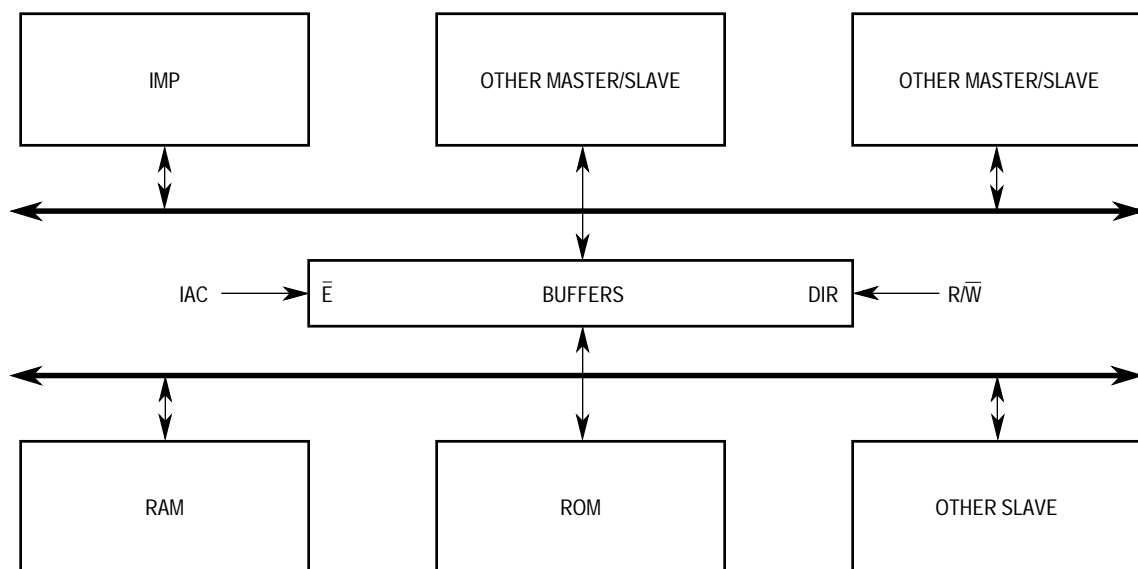 IMP
OTHER MASTER/SLAVE
OTHER MASTER/SLAVE
IAC
E̅
BUFFERS
DIR
R/W̅
RAM
ROM
OTHER SLAVE